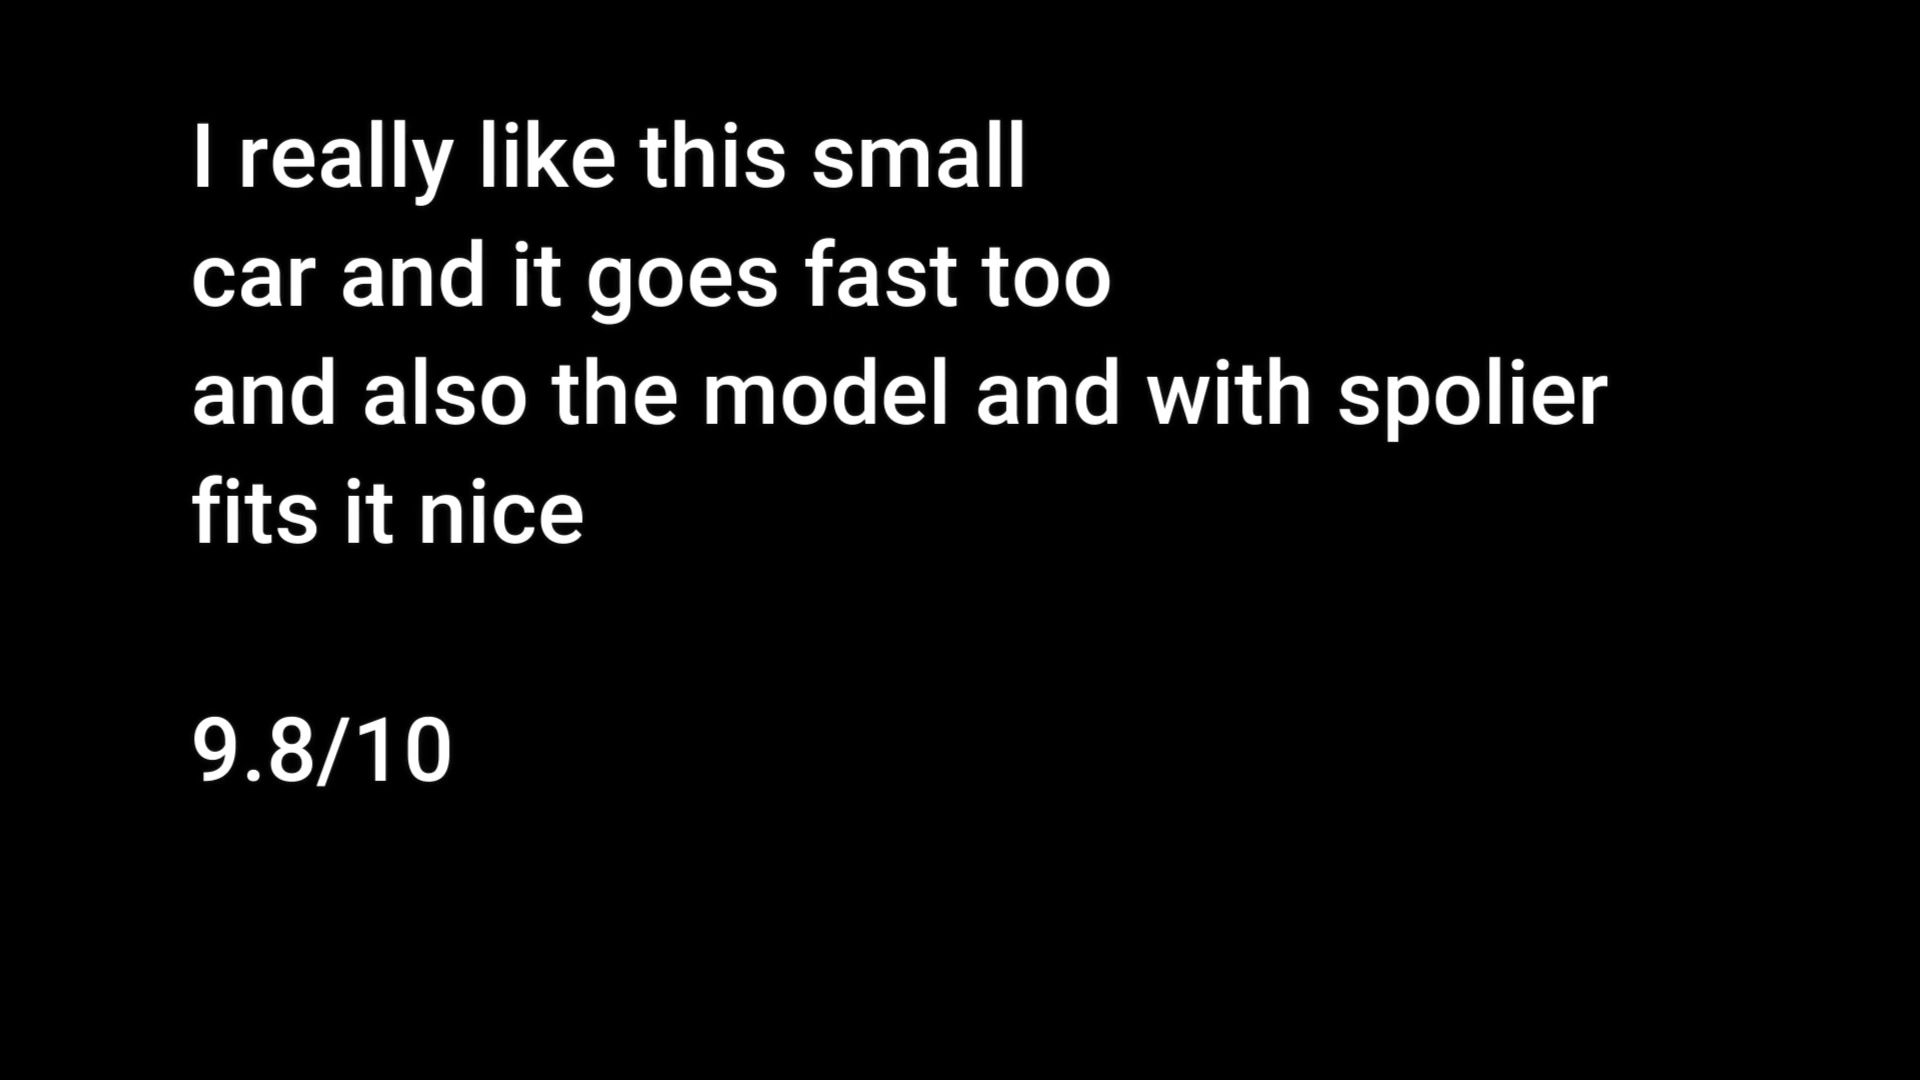 I really like this small
car and it goes fast too
and also the model and with spolier
fits it nice
9.8/10